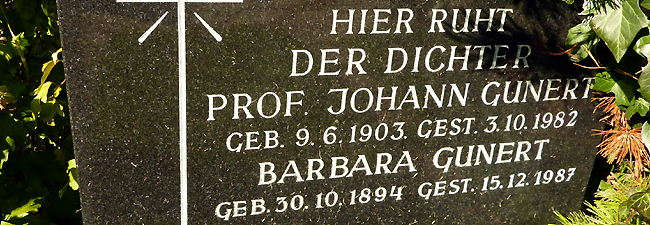 HIER RUHT
DER DICHTER
PROF. JOHANN GUNERT
GEB. 9.6.1903. GEST. 3.10.1982
BARBARA GUNERT
GEB. 30.10.1894 GEST. 15.12.1987